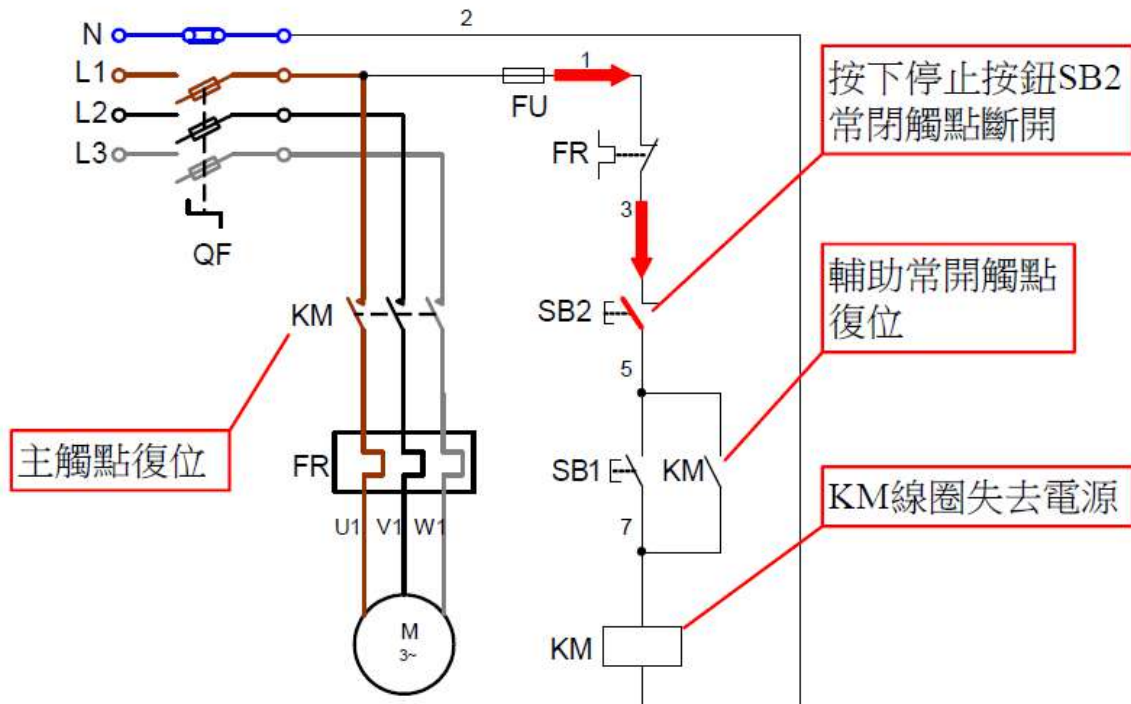 N
2
L1
1
FU
L2
L3
QF
FR
3
按下停止按鈕SB2
常閉觸點斷開
KM
SB2
輔助常開觸點
復位
5
主觸點復位
FR
SB1
KM
KM線圈失去電源
U1 V1 W1
7
M
3~
KM